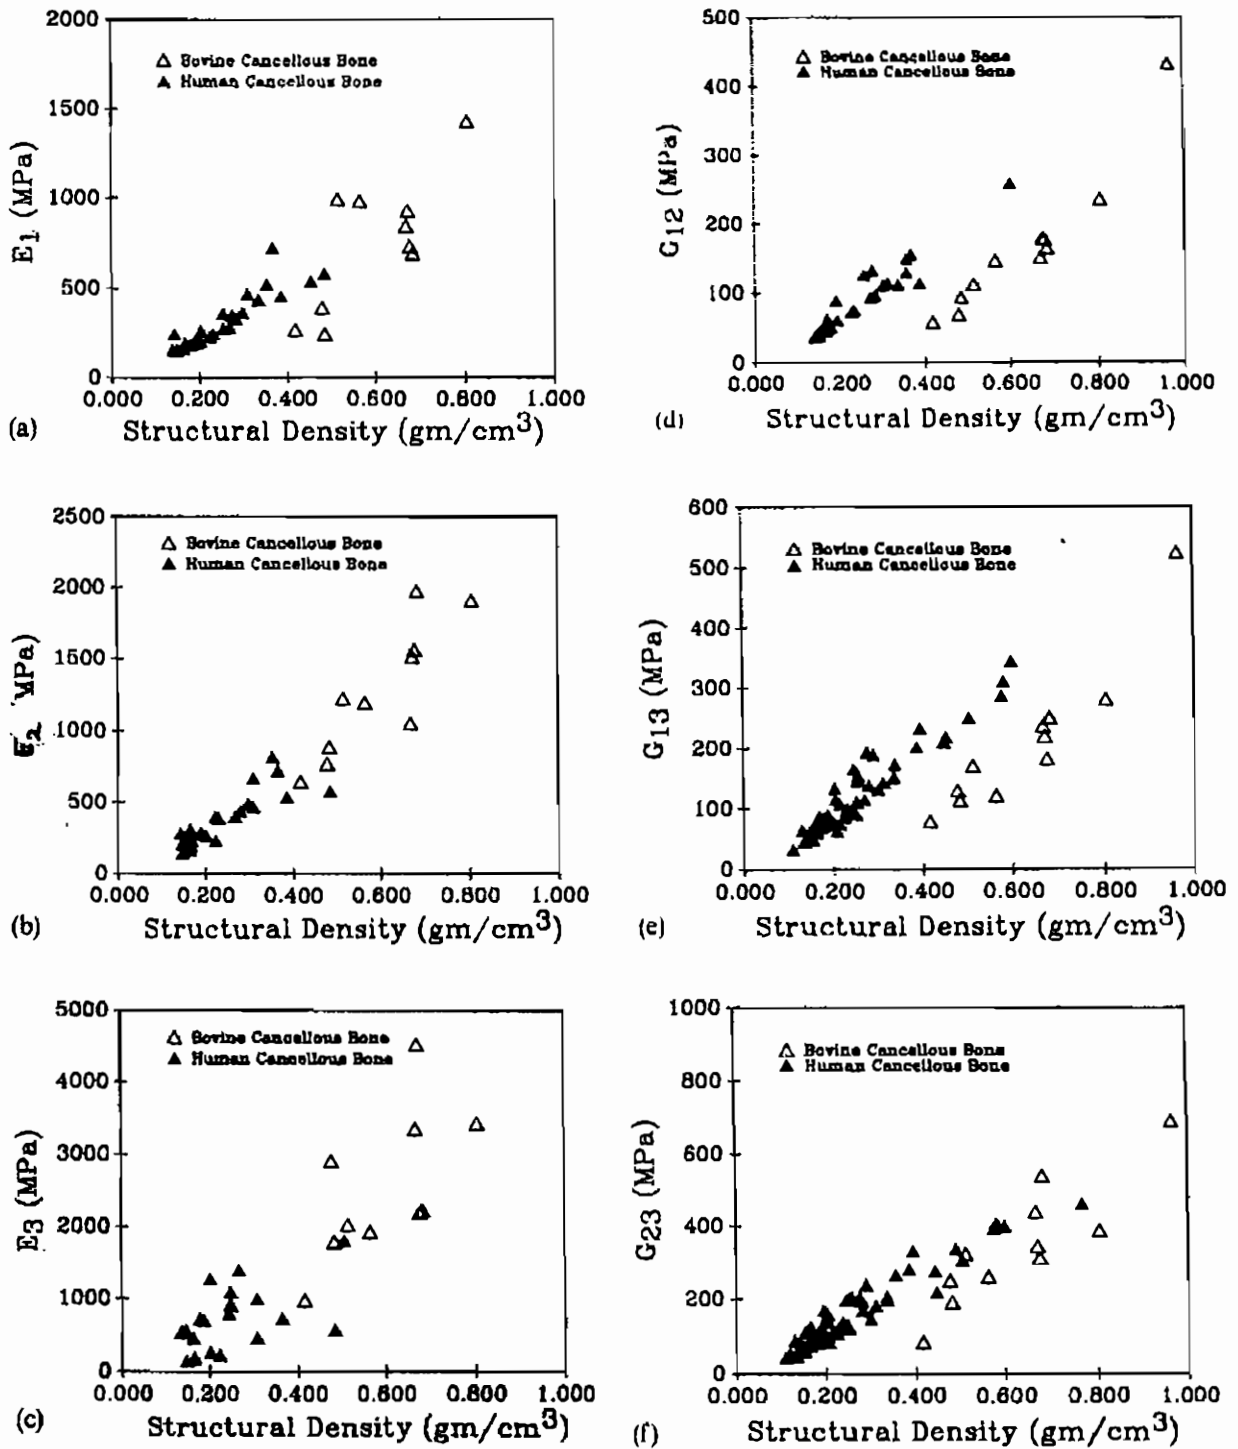 2000
1500
1000
500
0
E1 (MPa)
△ Bovine Cancellous Bone
▲ Human Cancellous Bone
0.000 0.200 0.400 0.600 0.800 1.000
(a) Structural Density (gm/cm3)
500
400
300
200
100
0
G12 (MPa)
△ Bovine Cancellous Bone
▲ Human Cancellous Bone
0.000 0.200 0.400 0.600 0.800 1.000
(d) Structural Density (gm/cm3)
2500
2000
1500
1000
500
0
E2 MPa)
△ Bovine Cancellous Bone
▲ Human Cancellous Bone
0.000 0.200 0.400 0.600 0.800 1.000
(b) Structural Density (gm/cm3)
600
500
400
300
200
100
0
G13 (MPa)
△ Bovine Cancellous Bone
▲ Human Cancellous Bone
0.000 0.200 0.400 0.600 0.800 1.000
(e) Structural Density (gm/cm3)
5000
4000
3000
2000
1000
0
E3 (MPa)
△ Bovine Cancellous Bone
▲ Human Cancellous Bone
0.000 0.200 0.400 0.600 0.800 1.000
(c) Structural Density (gm/cm3)
1000
800
600
400
200
0
G23 (MPa)
△ Bovine Cancellous Bone
▲ Human Cancellous Bone
0.000 0.200 0.400 0.600 0.800 1.000
(f) Structural Density (gm/cm3)